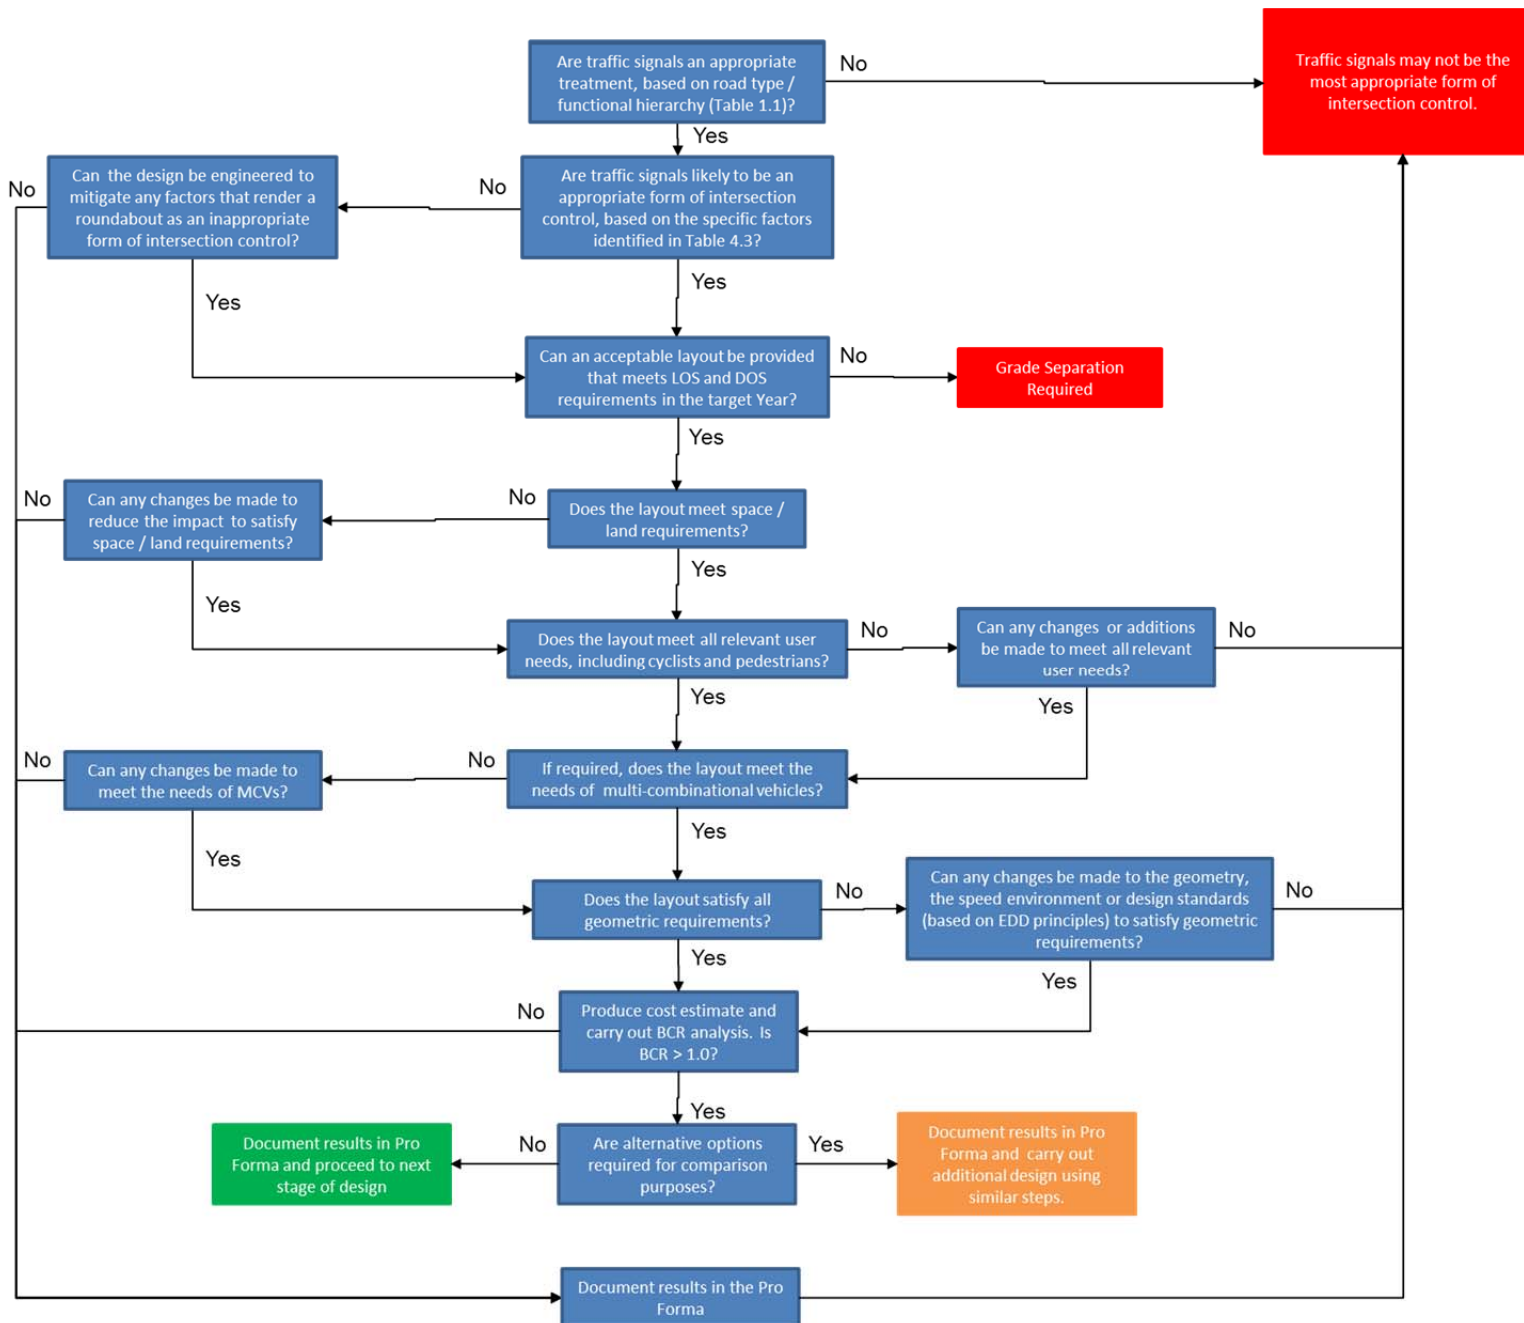 Are traffic signals an appropriate
treatment, based on road type /
functional hierarchy (Table 1.1)?
No
Traffic signals may not be the
most appropriate form of
intersection control.
Yes
No
Can the design be engineered to
mitigate any factors that render a
roundabout as an inappropriate
form of intersection control?
No
Are traffic signals likely to be an
appropriate form of intersection
control, based on the specific factors
identified in Table 4.3?
Yes
Yes
Can an acceptable layout be provided
that meets LOS and DOS
requirements in the target Year?
No
Grade Separation
Required
Yes
No
Can any changes be made to
reduce the impact to satisfy
space / land requirements?
No
Does the layout meet space /
land requirements?
Yes
Yes
Does the layout meet all relevant user
needs, including cyclists and pedestrians?
No
Can any changes or additions
be made to meet all relevant
user needs?
No
Yes
Yes
No
Can any changes be made to
meet the needs of MCVs?
No
If required, does the layout meet the
needs of multi-combinational vehicles?
Yes
Yes
Does the layout satisfy all
geometric requirements?
No
Can any changes be made to the geometry,
the speed environment or design standards
(based on EDD principles) to satisfy geometric
requirements?
No
Yes
Yes
No
Produce cost estimate and
carry out BCR analysis. Is
BCR > 1.0?
Yes
Document results in Pro
Forma and proceed to next
stage of design
No
Are alternative options
required for comparison
purposes?
Yes
Document results in Pro
Forma and carry out
additional design using
similar steps.
Document results in the Pro
Forma